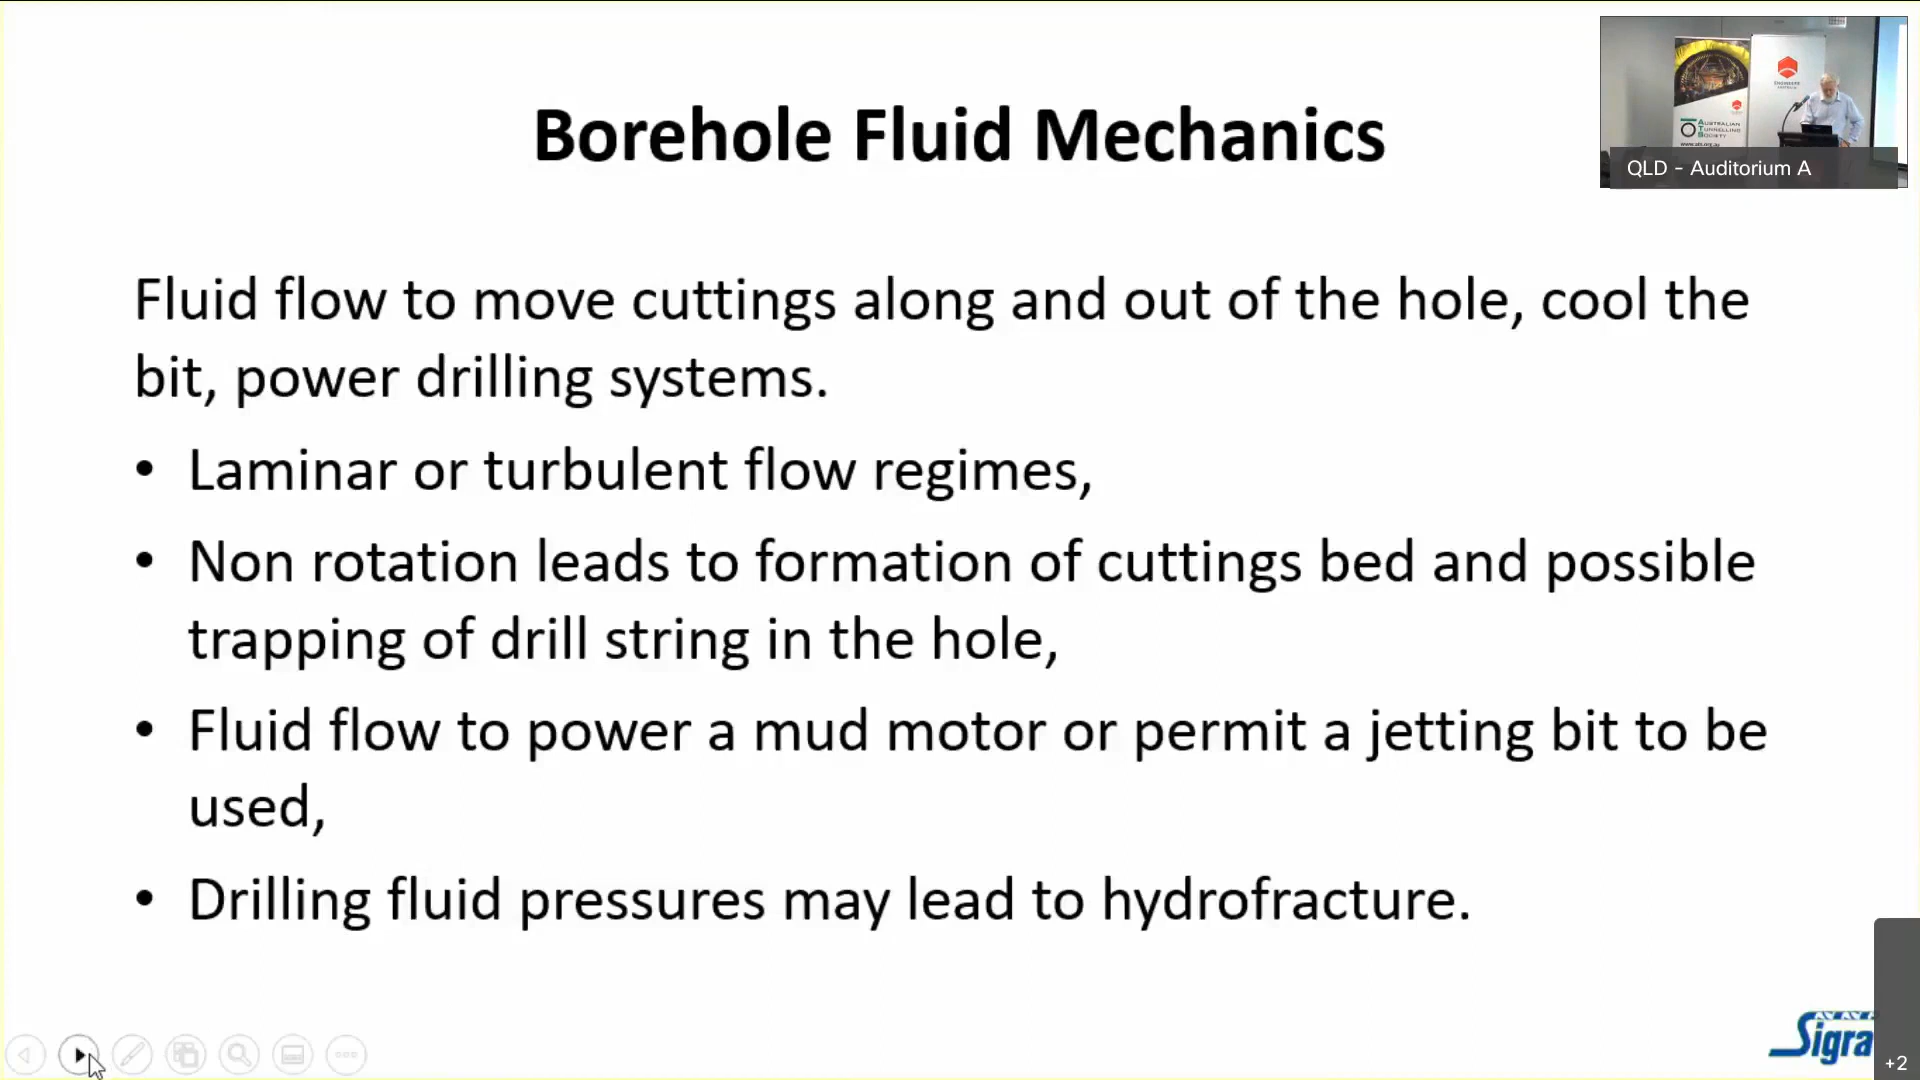 Borehole Fluid Mechanics
AUSTRALIAN
TUNNELLING
SOCIETY
QLD - Auditorium A
Fluid flow to move cuttings along and out of the hole, cool the
bit, power drilling systems.
• Laminar or turbulent flow regimes,
• Non rotation leads to formation of cuttings bed and possible
trapping of drill string in the hole,
• Fluid flow to power a mud motor or permit a jetting bit to be
used,
• Drilling fluid pressures may lead to hydrofracture.
Sigra
+2